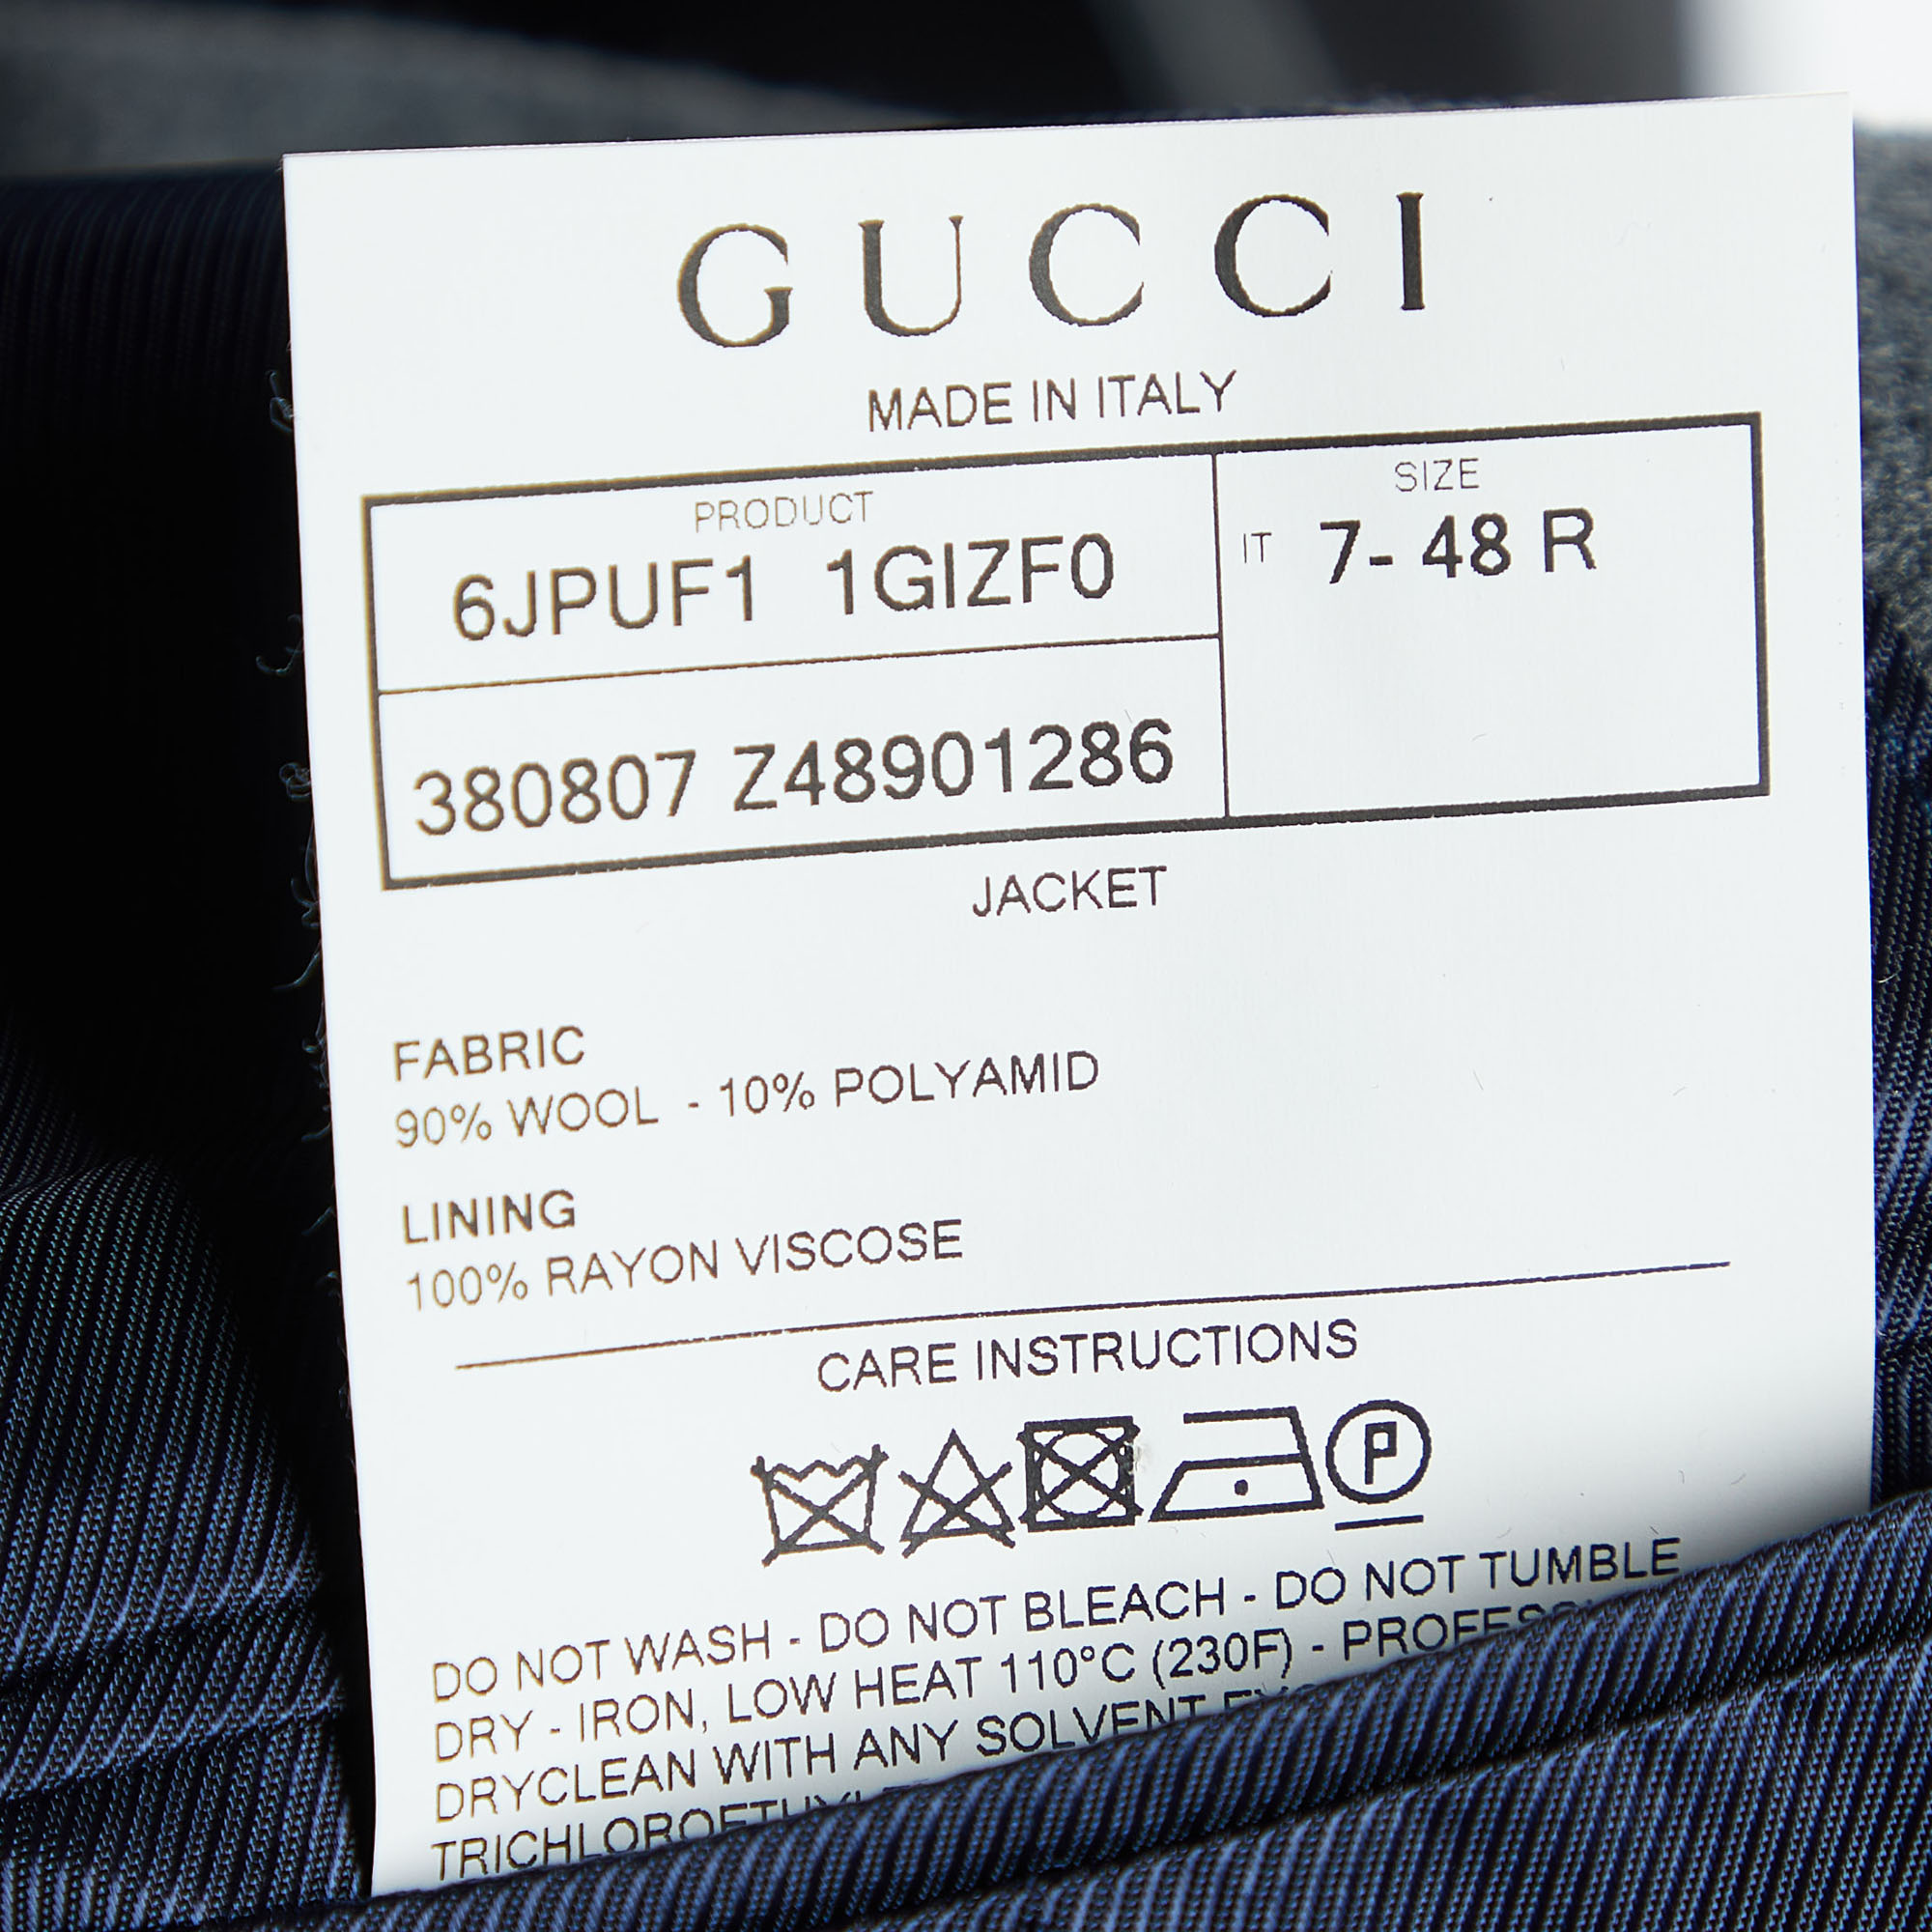 GUCCI
MADE IN ITALY
PRODUCT
6JPUF1 1GIZF0
SIZE
IT 7- 48 R
380807 Z48901286
JACKET
FABRIC
90% WOOL - 10% POLYAMID
LINING
100% RAYON VISCOSE
CARE INSTRUCTIONS
P
DO NOT WASH - DO NOT BLEACH - DO NOT TUMBLE
DRY - IRON, LOW HEAT 110°C (230F) -
DRYCLEAN WITH ANY SOLVENT